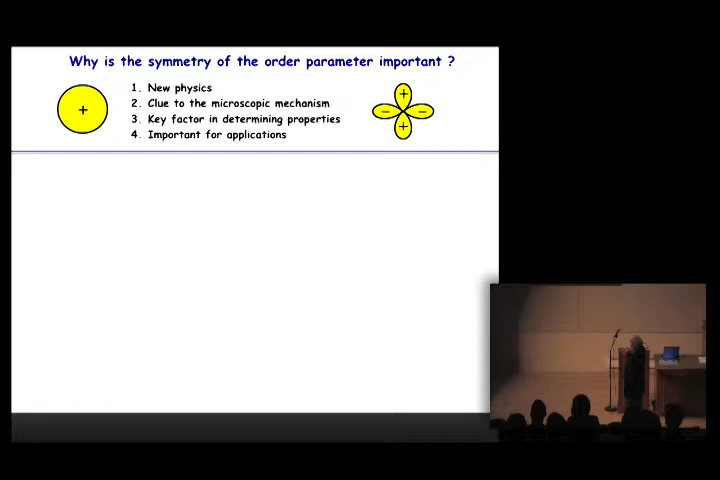 Why is the symmetry of the order parameter important ?
1. New physics
2. Clue to the microscopic mechanism
3. Key factor in determining properties
4. Important for applications
+
+
− −
+